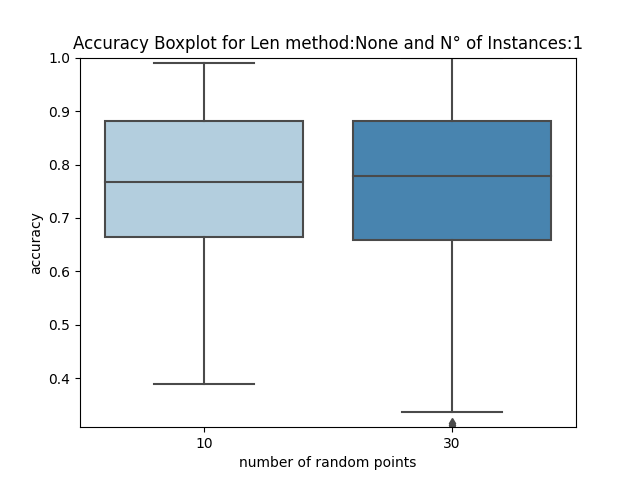 Accuracy Boxplot for Len method:None and N° of Instances:1
1.0
0.9
0.8
0.7
0.6
0.5
0.4
accuracy
10 30
number of random points